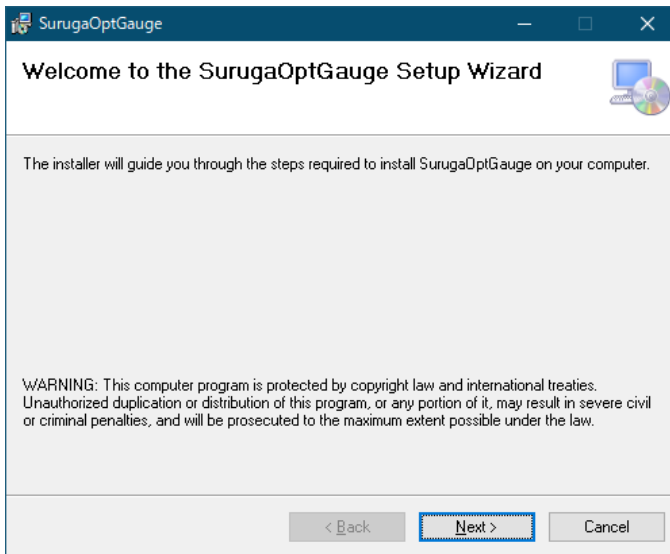 SurugaOptGauge
Welcome to the SurugaOptGauge Setup Wizard
The installer will guide you through the steps required to install SurugaOptGauge on your computer.
WARNING: This computer program is protected by copyright law and international treaties.
Unauthorized duplication or distribution of this program, or any portion of it, may result in severe civil
or criminal penalties, and will be prosecuted to the maximum extent possible under the law.
< Back
Next >
Cancel